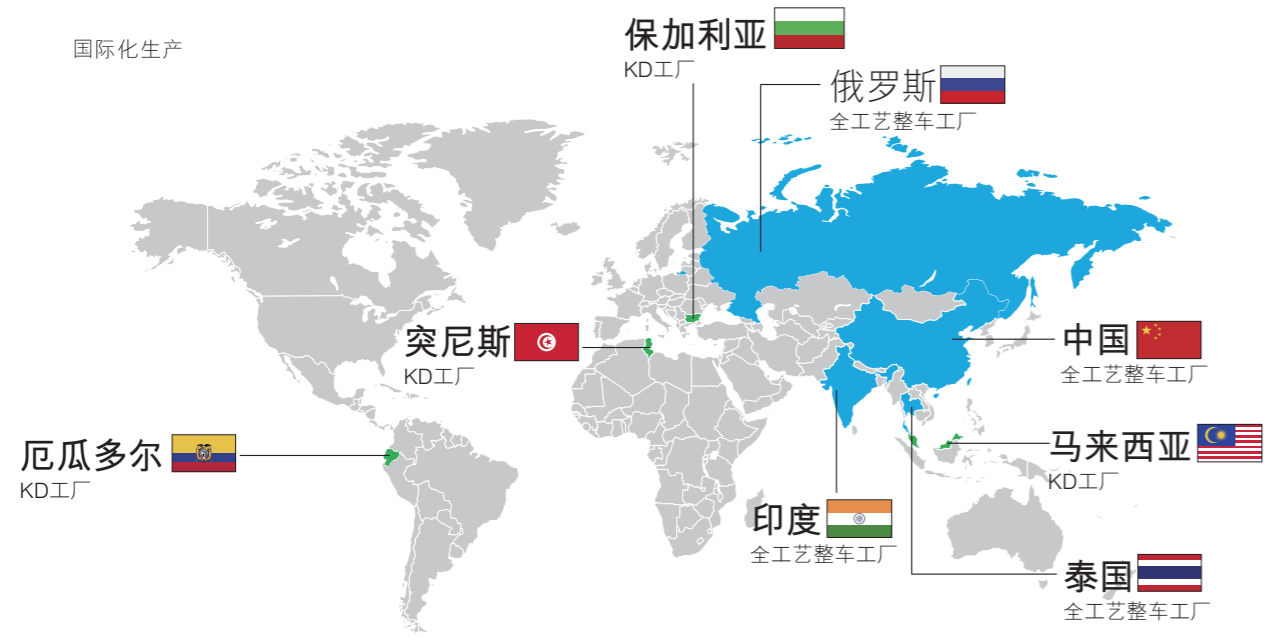 国际化生产
保加利亚
KD工厂
俄罗斯
全工艺整车工厂
突尼斯
KD工厂
中国
全工艺整车工厂
厄瓜多尔
KD工厂
马来西亚
KD工厂
印度
全工艺整车工厂
泰国
全工艺整车工厂